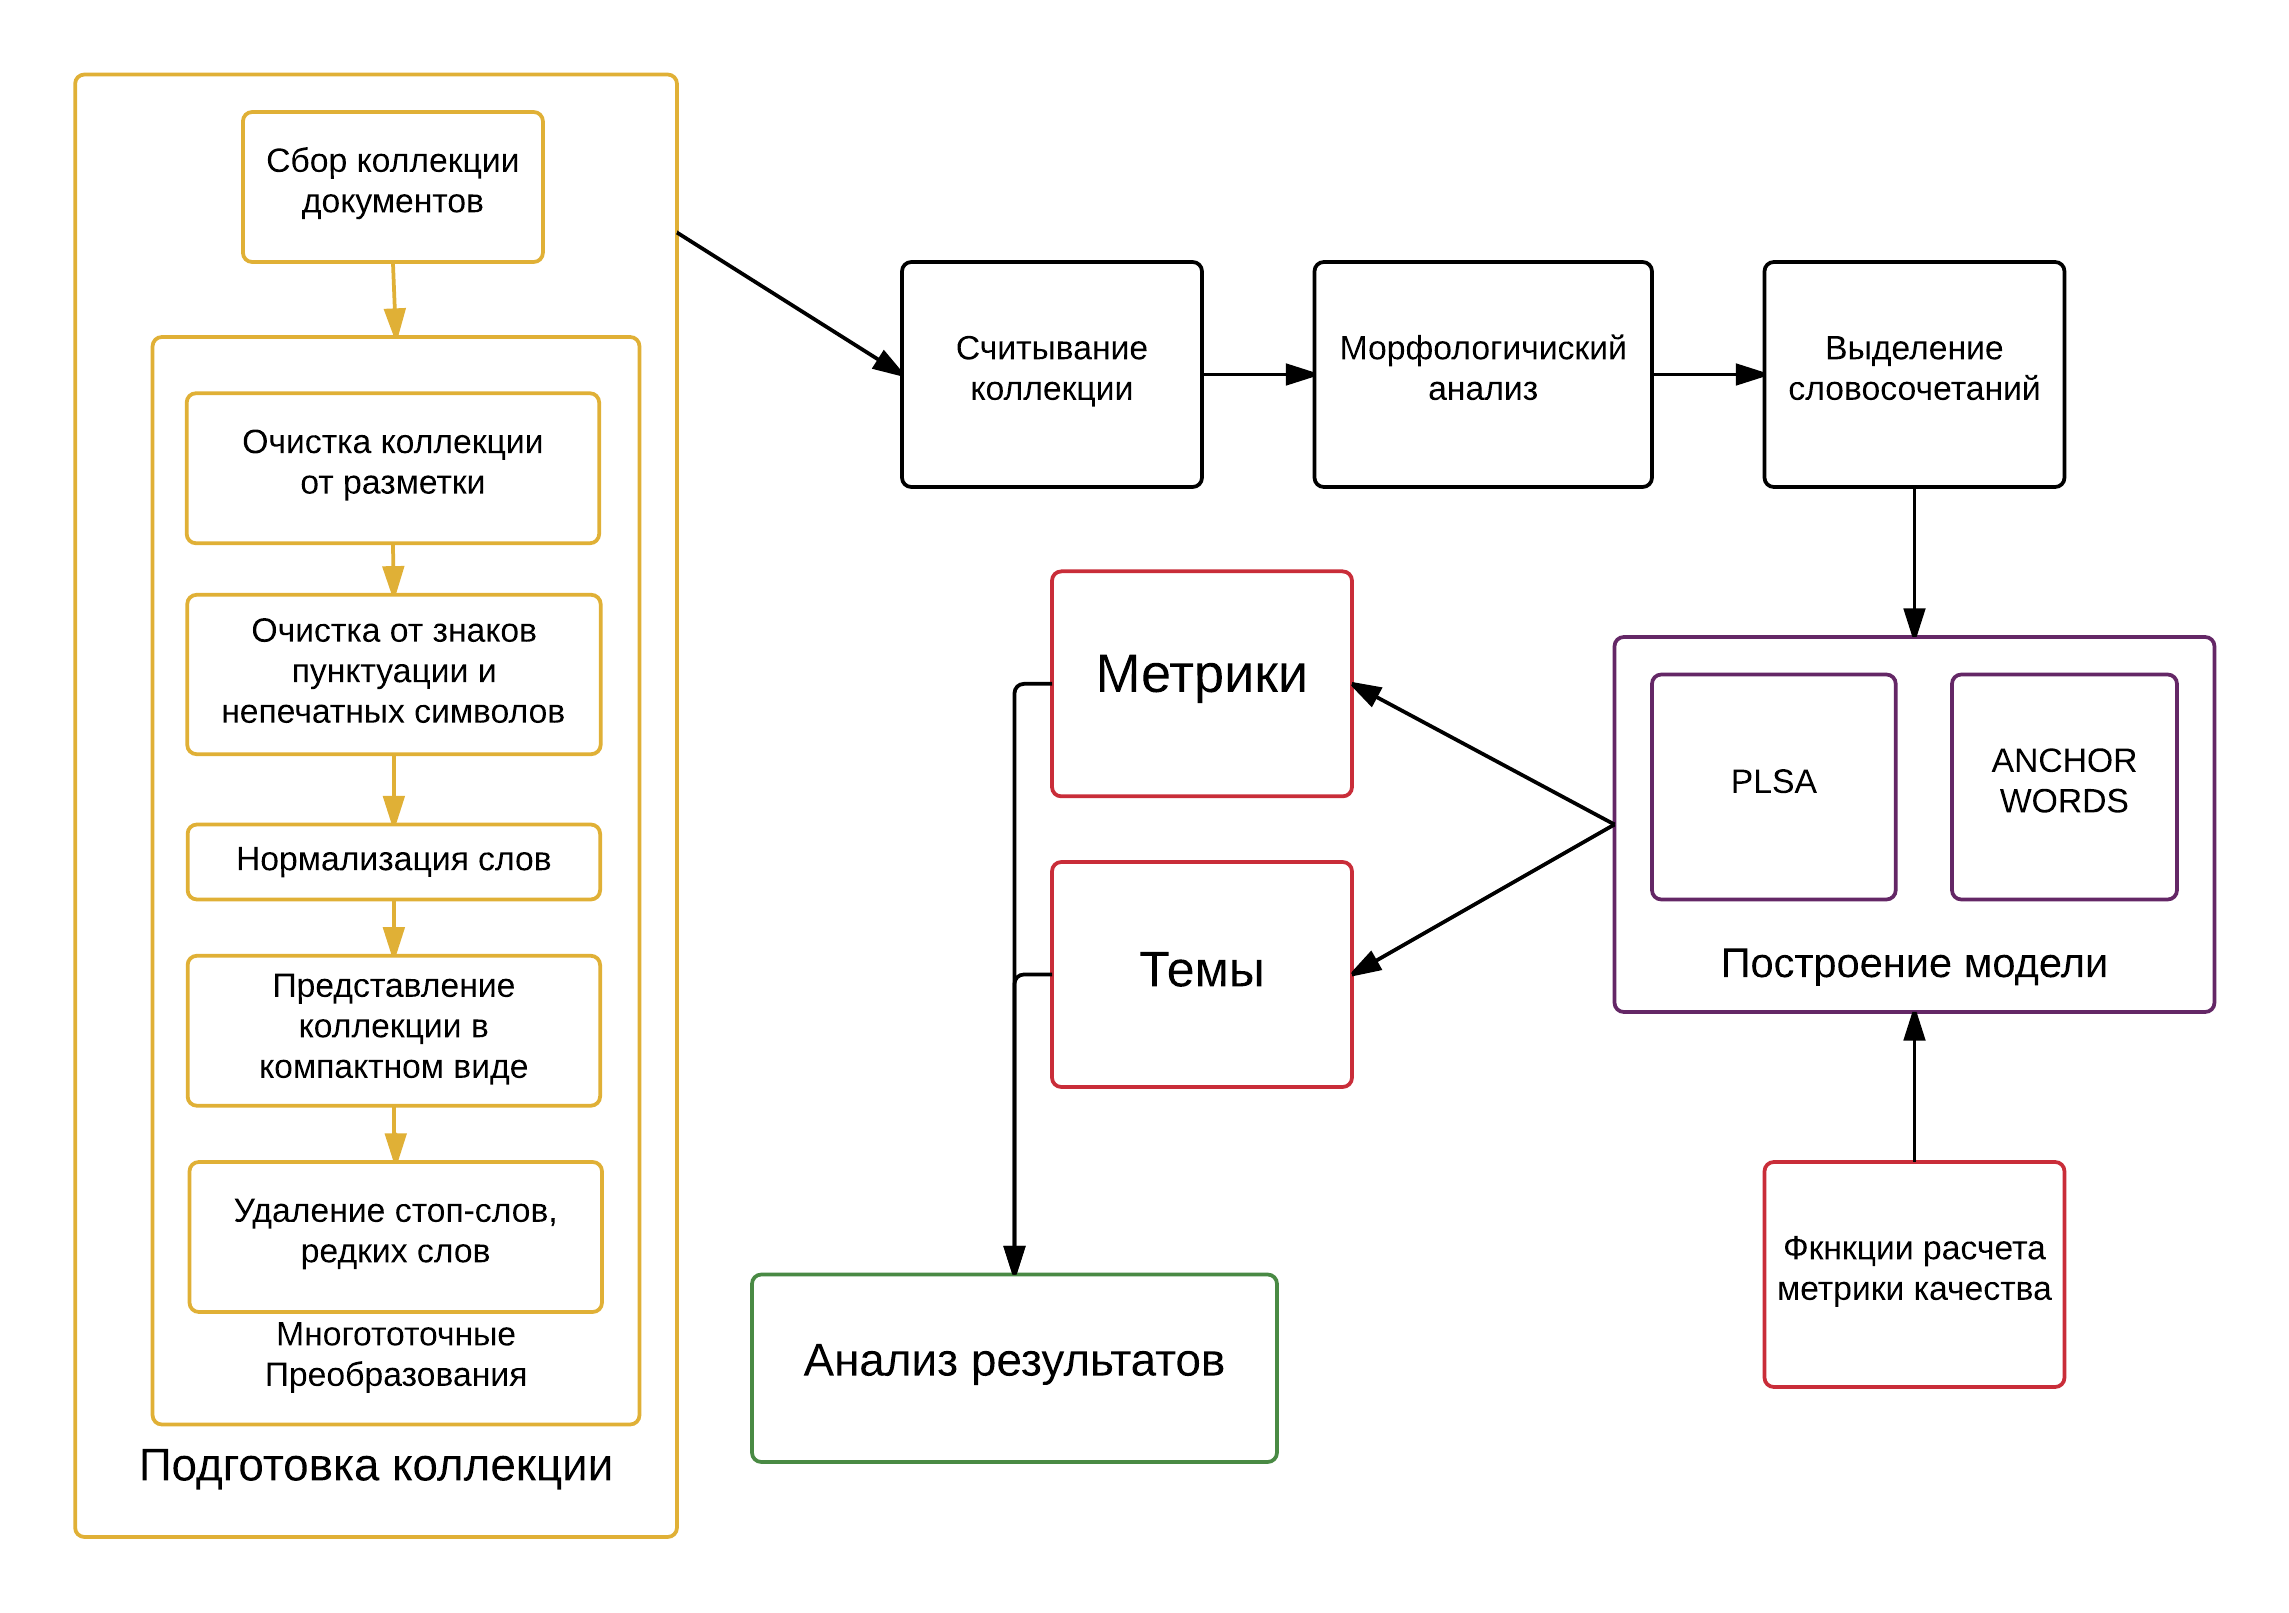 Сбор коллекции
документов
Очистка коллекции
от разметки
Очистка от знаков
пунктуации и
непечатных символов
Нормализация слов
Представление
коллекции в
компактном виде
Удаление стоп-слов,
редких слов
Многототочные
Преобразования
Подготовка коллекции
Считывание
коллекции
Морфологичиский
анализ
Выделение
словосочетаний
PLSA
ANCHOR
WORDS
Построение модели
Фкнкции расчета
метрики качества
Метрики
Темы
Анализ результатов